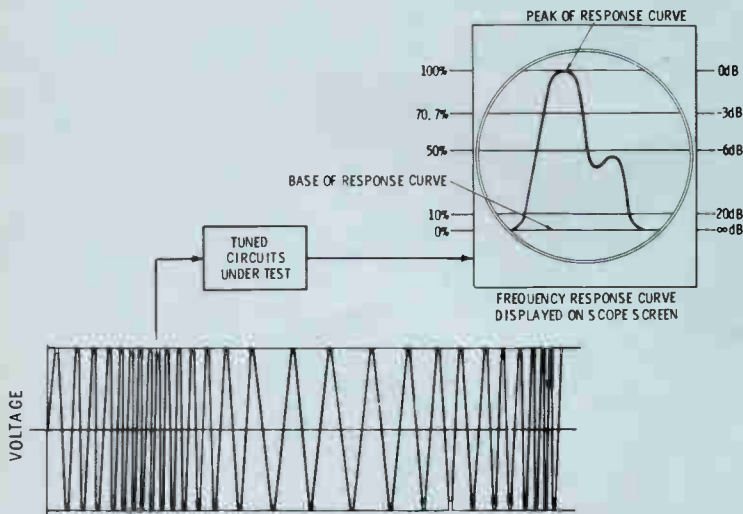 PEAK OF RESPONSE CURVE
100%
0dB
70.7%
-3dB
50%
-6dB
BASE OF RESPONSE CURVE
10%
-20dB
0%
-∞dB
TUNED
CIRCUITS
UNDER TEST
FREQUENCY RESPONSE CURVE
DISPLAYED ON SCOPE SCREEN
VOLTAGE